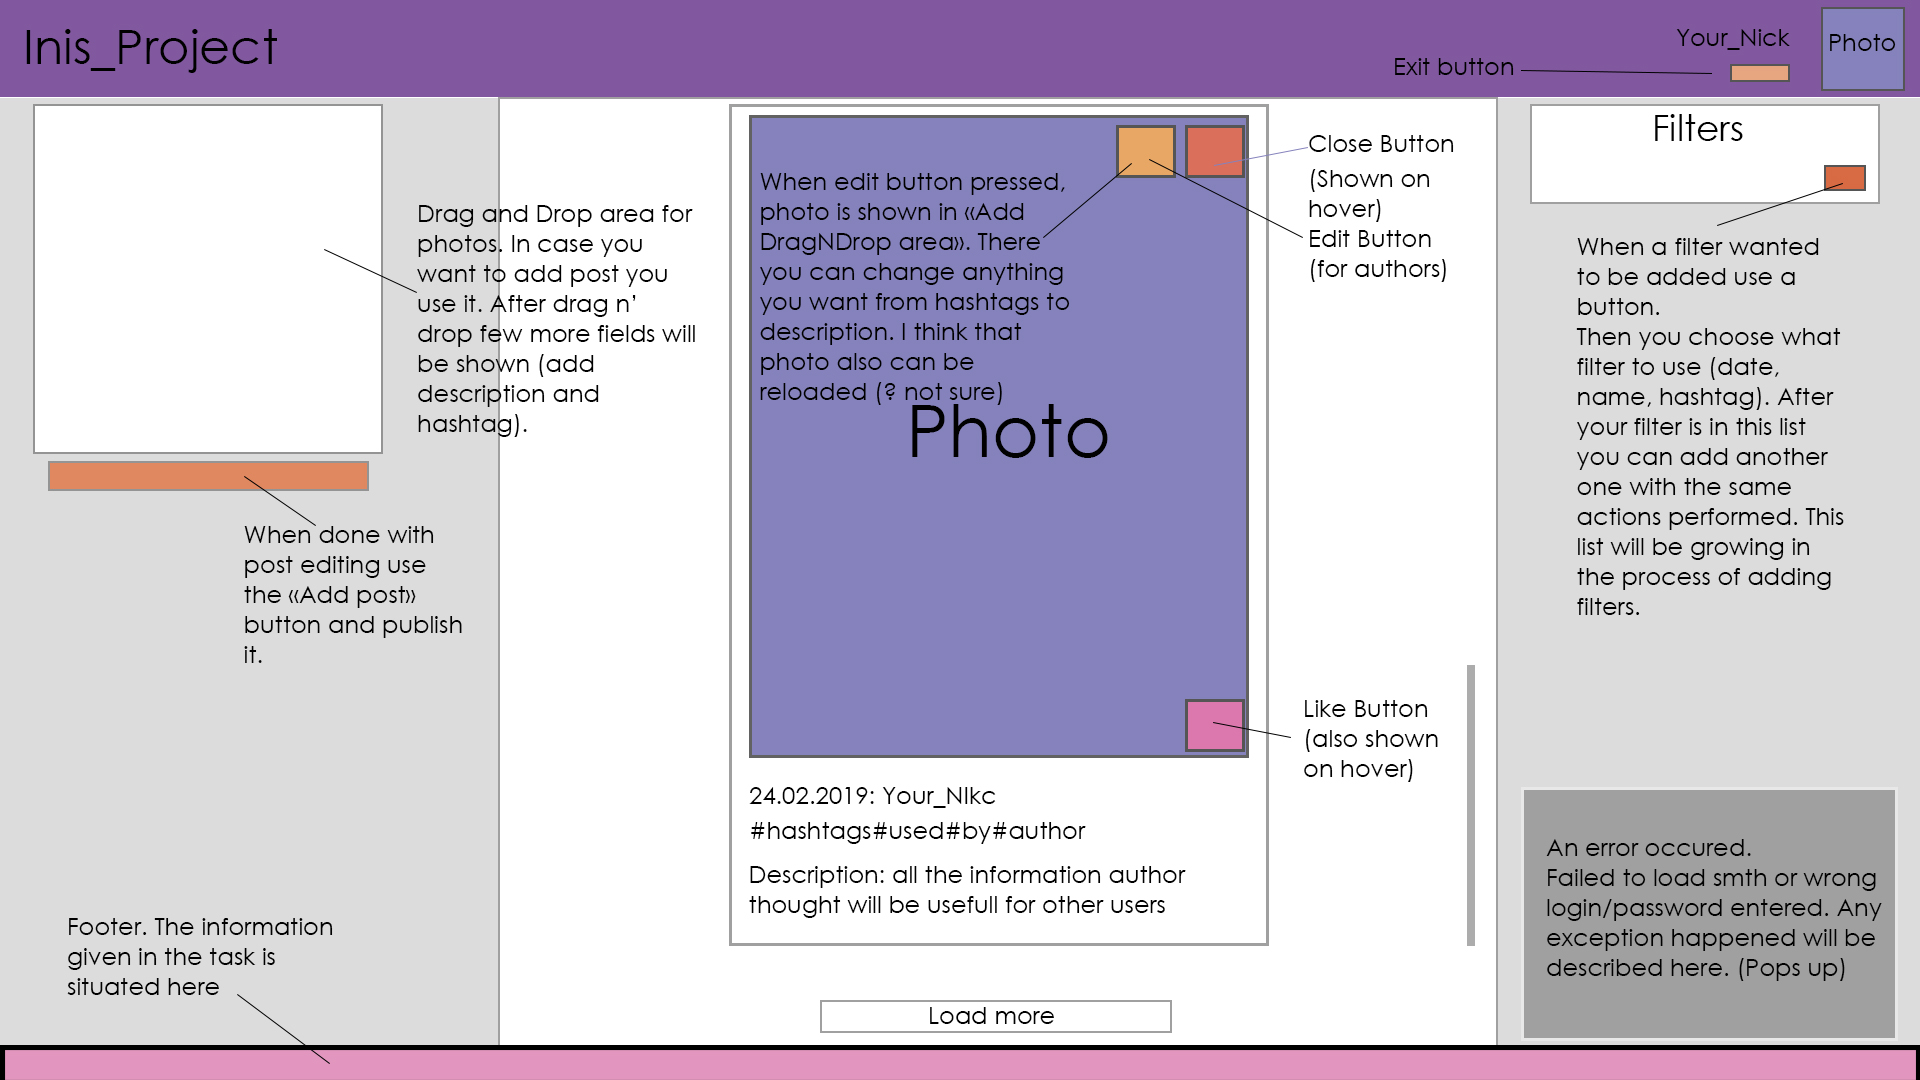 Inis_Project
Your_Nick
Photo
Exit button
Drag and Drop area for
photos. In case you
want to add post you
use it. After drag n’
drop few more fields will
be shown (add
description and
hashtag).
When done with
post editing use
the «Add post»
button and publish
it.
Footer. The information
given in the task is
situated here
When edit button pressed,
photo is shown in «Add
DragNDrop area». There
you can change anything
you want from hashtags to
description. I think that
photo also can be
reloaded (? not sure)
Photo
Close Button
(Shown on
hover)
Edit Button
(for authors)
Like Button
(also shown
on hover)
24.02.2019: Your_NIkc
#hashtags#used#by#author
Description: all the information author
thought will be usefull for other users
Load more
Filters
When a filter wanted
to be added use a
button.
Then you choose what
filter to use (date,
name, hashtag). After
your filter is in this list
you can add another
one with the same
actions performed. This
list will be growing in
the process of adding
filters.
An error occured.
Failed to load smth or wrong
login/password entered. Any
exception happened will be
described here. (Pops up)